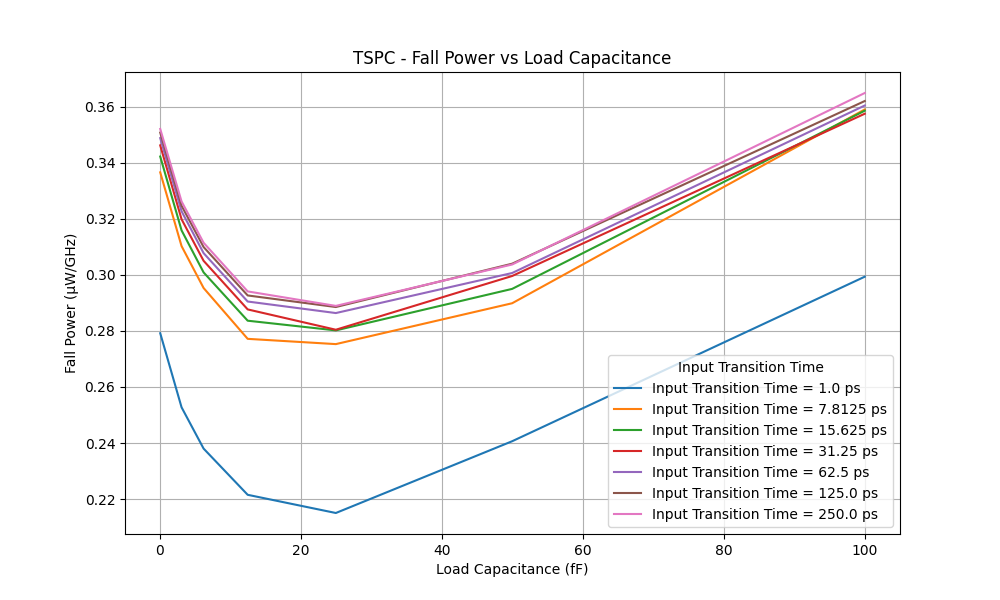 TSPC - Fall Power vs Load Capacitance
Fall Power (μW/GHz)
0.36
0.34
0.32
0.30
0.28
0.26
0.24
0.22
0
20
40
60
80
100
Load Capacitance (fF)
Input Transition Time
Input Transition Time = 1.0 ps
Input Transition Time = 7.8125 ps
Input Transition Time = 15.625 ps
Input Transition Time = 31.25 ps
Input Transition Time = 62.5 ps
Input Transition Time = 125.0 ps
Input Transition Time = 250.0 ps